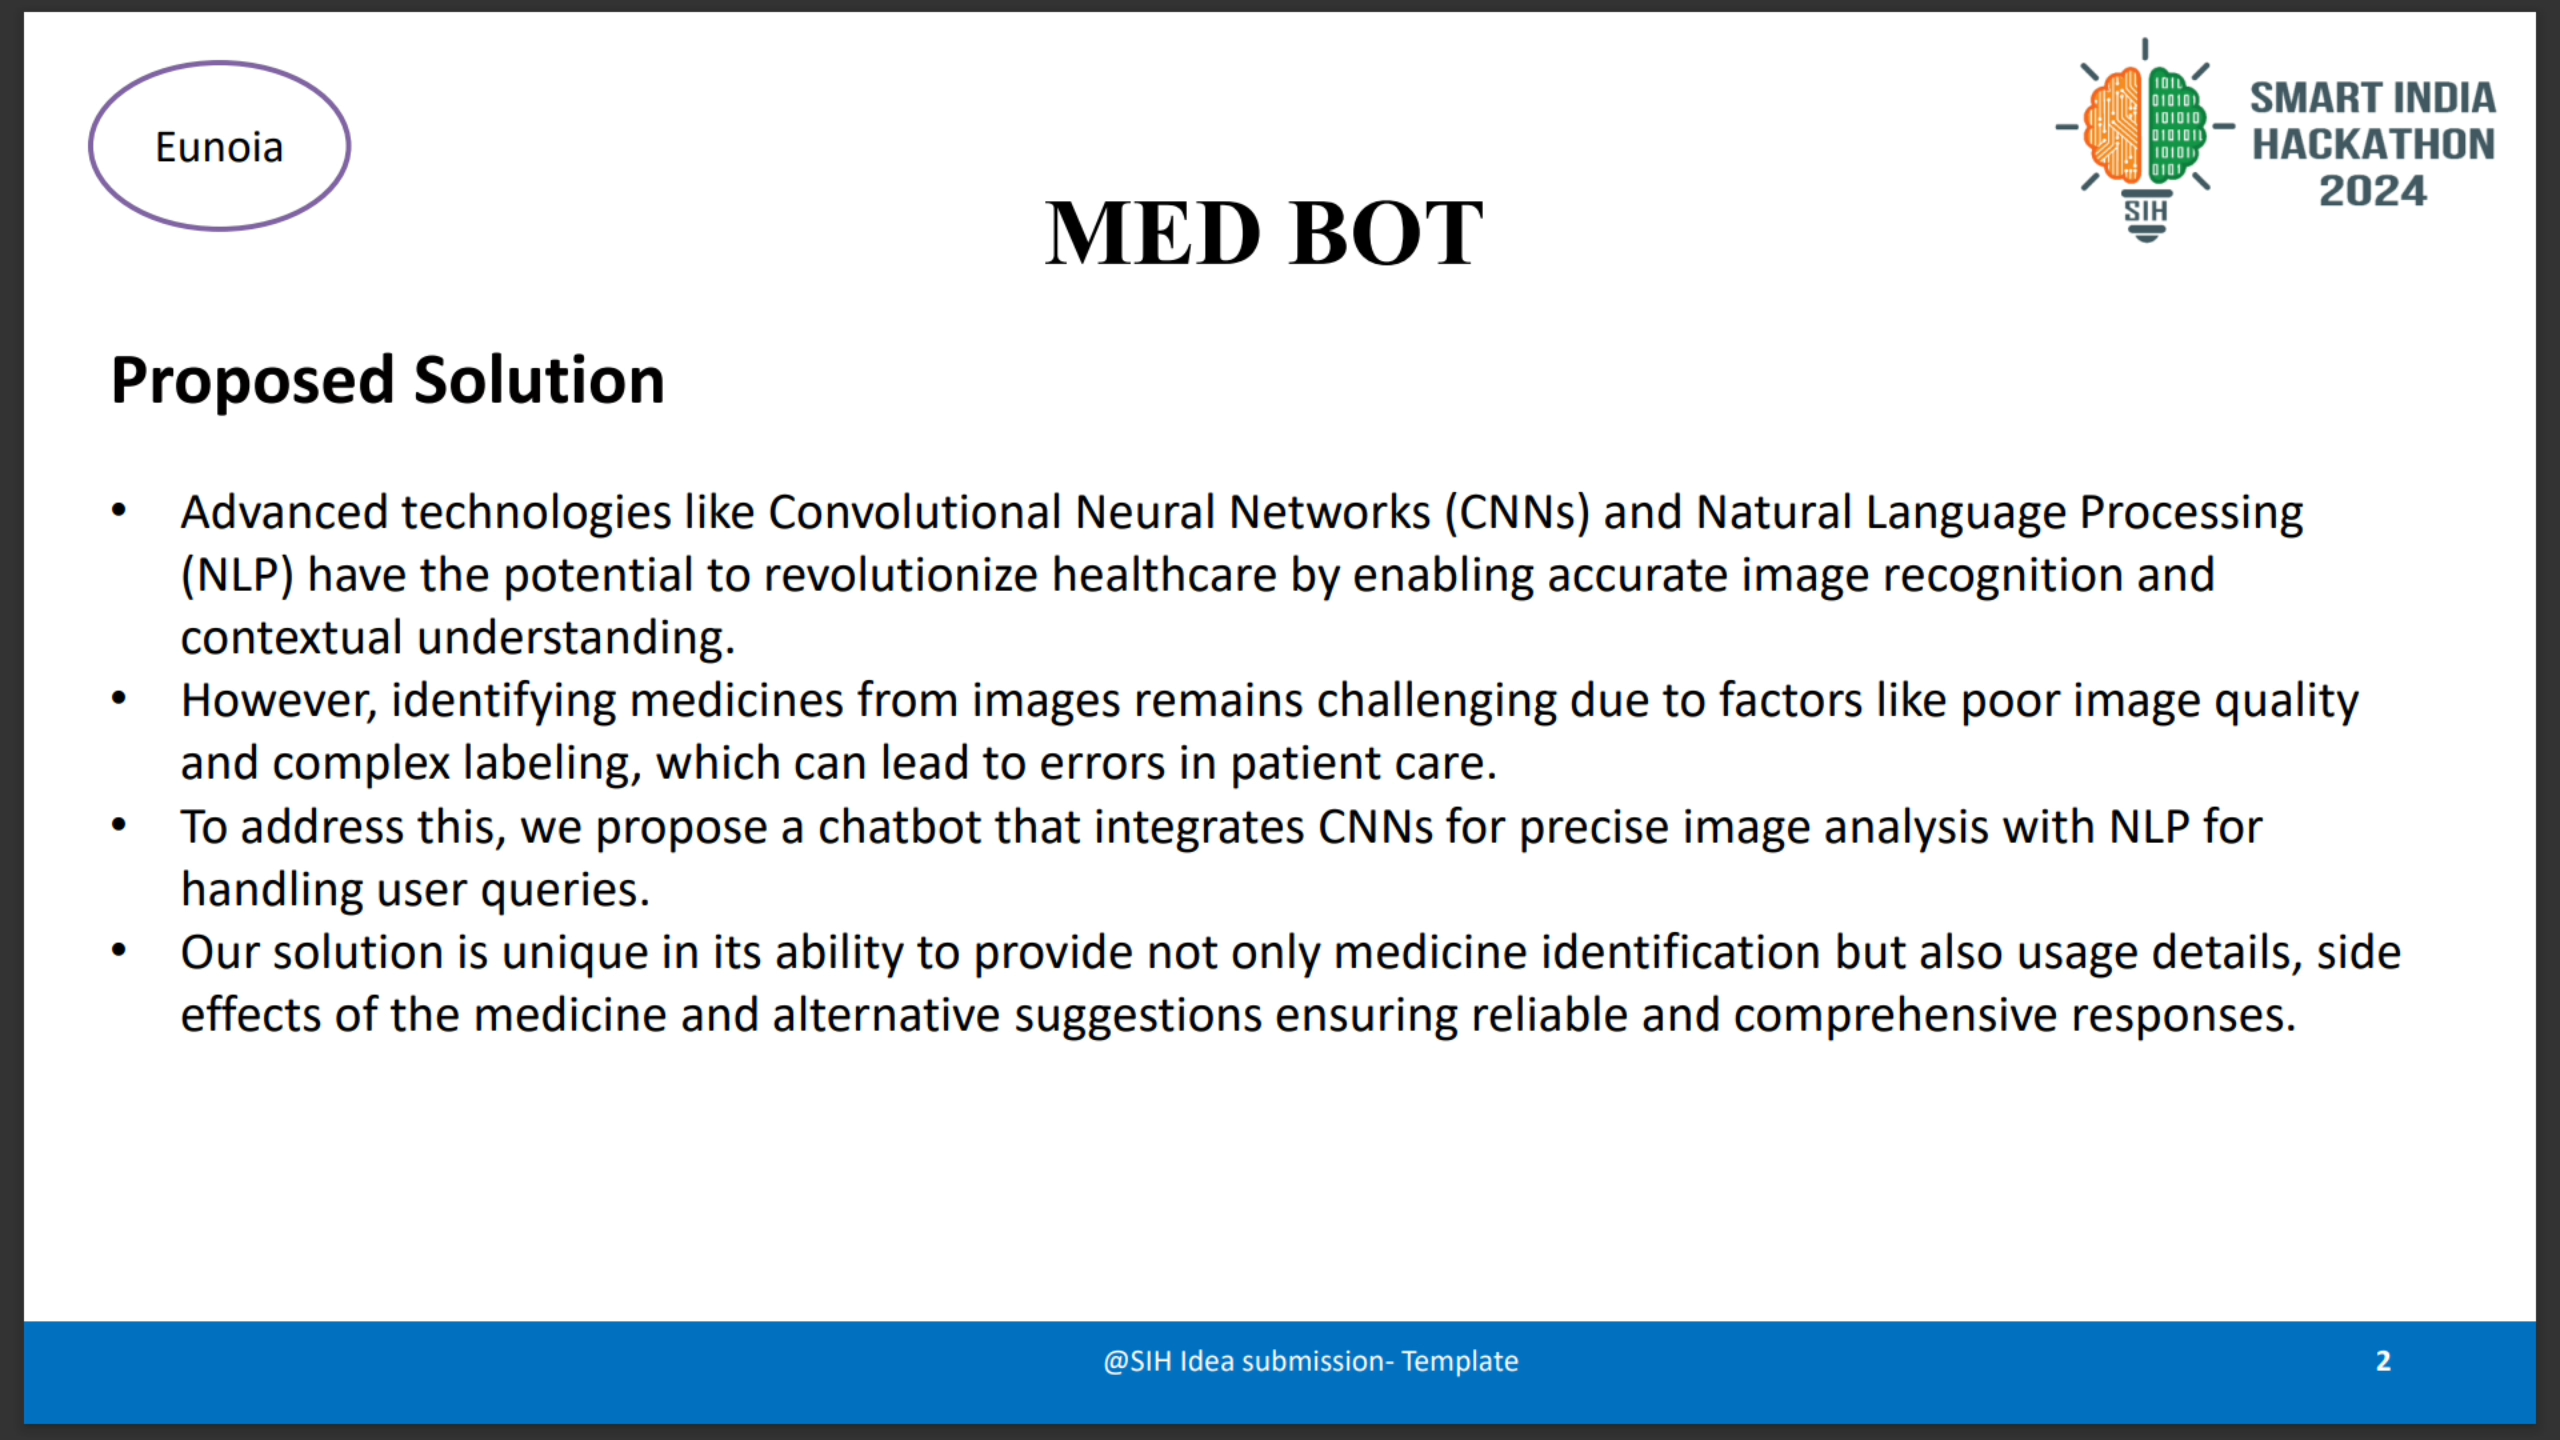 Eunoia
SMART INDIA
HACKATHON
2024
SIH
MED BOT
Proposed Solution
• Advanced technologies like Convolutional Neural Networks (CNNs) and Natural Language Processing
(NLP) have the potential to revolutionize healthcare by enabling accurate image recognition and
contextual understanding.
• However, identifying medicines from images remains challenging due to factors like poor image quality
and complex labeling, which can lead to errors in patient care.
• To address this, we propose a chatbot that integrates CNNs for precise image analysis with NLP for
handling user queries.
• Our solution is unique in its ability to provide not only medicine identification but also usage details, side
effects of the medicine and alternative suggestions ensuring reliable and comprehensive responses.
@SIH Idea submission- Template
2